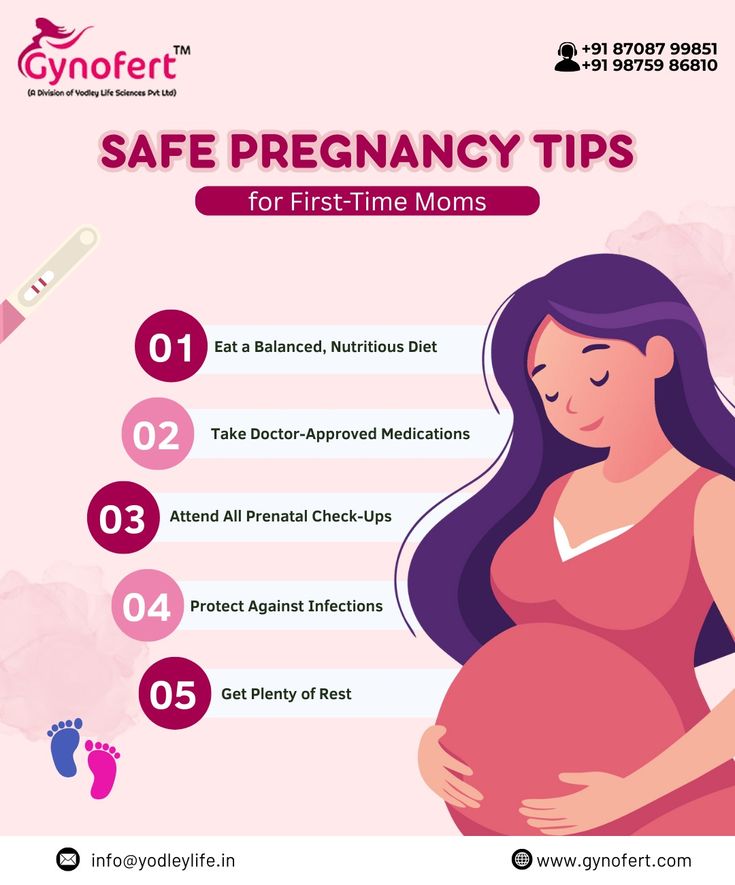 Gynofert™
(A Division of Yodley Life Sciences Pvt Ltd)
+91 87087 99851
+91 98759 86810
SAFE PREGNANCY TIPS
for First-Time Moms
01 Eat a Balanced, Nutritious Diet
02 Take Doctor-Approved Medications
03 Attend All Prenatal Check-Ups
04 Protect Against Infections
05 Get Plenty of Rest
info@yodleylife.in
www.gynofert.com